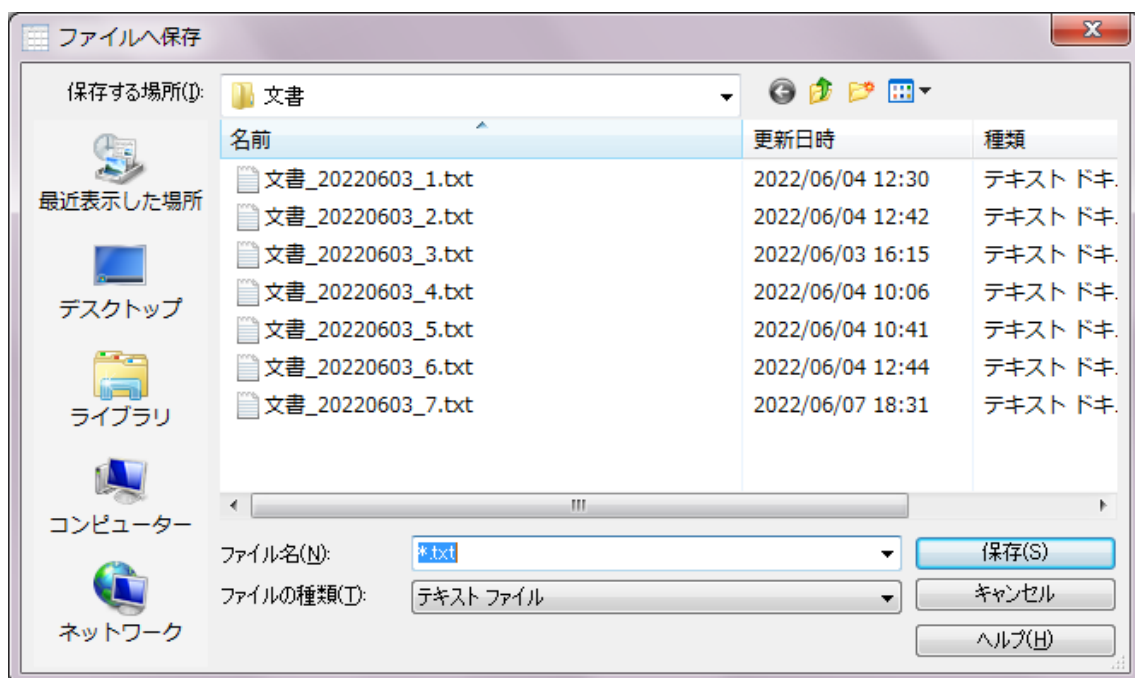 ファイルへ保存
保存する場所(I):
文書
最近表示した場所
デスクトップ
ライブラリ
コンピューター
ネットワーク
名前 更新日時 種類
文書_20220603_1.txt 2022/06/04 12:30 テキスト ドキ
文書_20220603_2.txt 2022/06/04 12:42 テキスト ドキ
文書_20220603_3.txt 2022/06/03 16:15 テキスト ドキ
文書_20220603_4.txt 2022/06/04 10:06 テキスト ドキ
文書_20220603_5.txt 2022/06/04 10:41 テキスト ドキ
文書_20220603_6.txt 2022/06/04 12:44 テキスト ドキ
文書_20220603_7.txt 2022/06/07 18:31 テキスト ドキ
ファイル名(N): *.txt 保存(S)
ファイルの種類(T): テキスト ファイル キャンセル
ヘルプ(H)